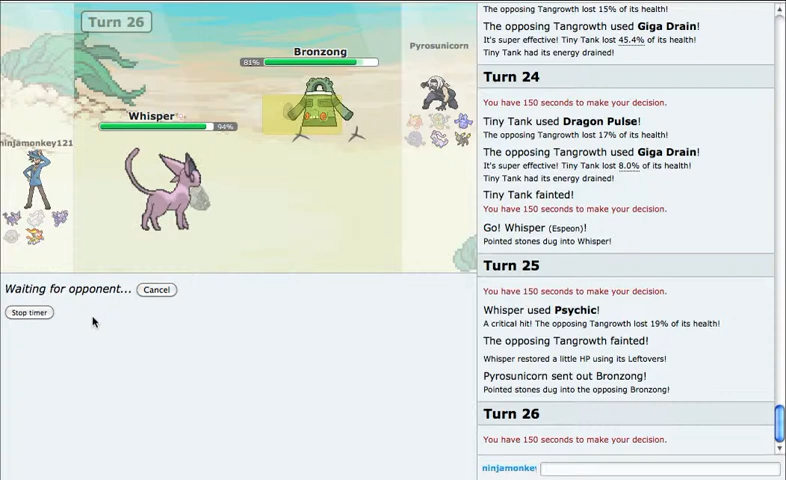 Turn 26
Bronzong
81%
Pyrosunicorn
Whisper
94%
ninjamonkey121
Waiting for opponent... Cancel
Stop timer
The opposing Tangrowth lost 15% of its health!
The opposing Tangrowth used Giga Drain!
It's super effective! Tiny Tank lost 45.4% of its health!
Tiny Tank had its energy drained!
Turn 24
You have 150 seconds to make your decision.
Tiny Tank used Dragon Pulse!
The opposing Tangrowth lost 17% of its health!
The opposing Tangrowth used Giga Drain!
It's super effective! Tiny Tank lost 8.0% of its health!
Tiny Tank had its energy drained!
Tiny Tank fainted!
You have 150 seconds to make your decision.
Go! Whisper (Espeon)!
Pointed stones dug into Whisper!
Turn 25
You have 150 seconds to make your decision.
Whisper used Psychic!
A critical hit! The opposing Tangrowth lost 19% of its health!
The opposing Tangrowth fainted!
Whisper restored a little HP using its Leftovers!
Pyrosunicorn sent out Bronzong!
Pointed stones dug into the opposing Bronzong!
Turn 26
You have 150 seconds to make your decision.
ninjamonkey